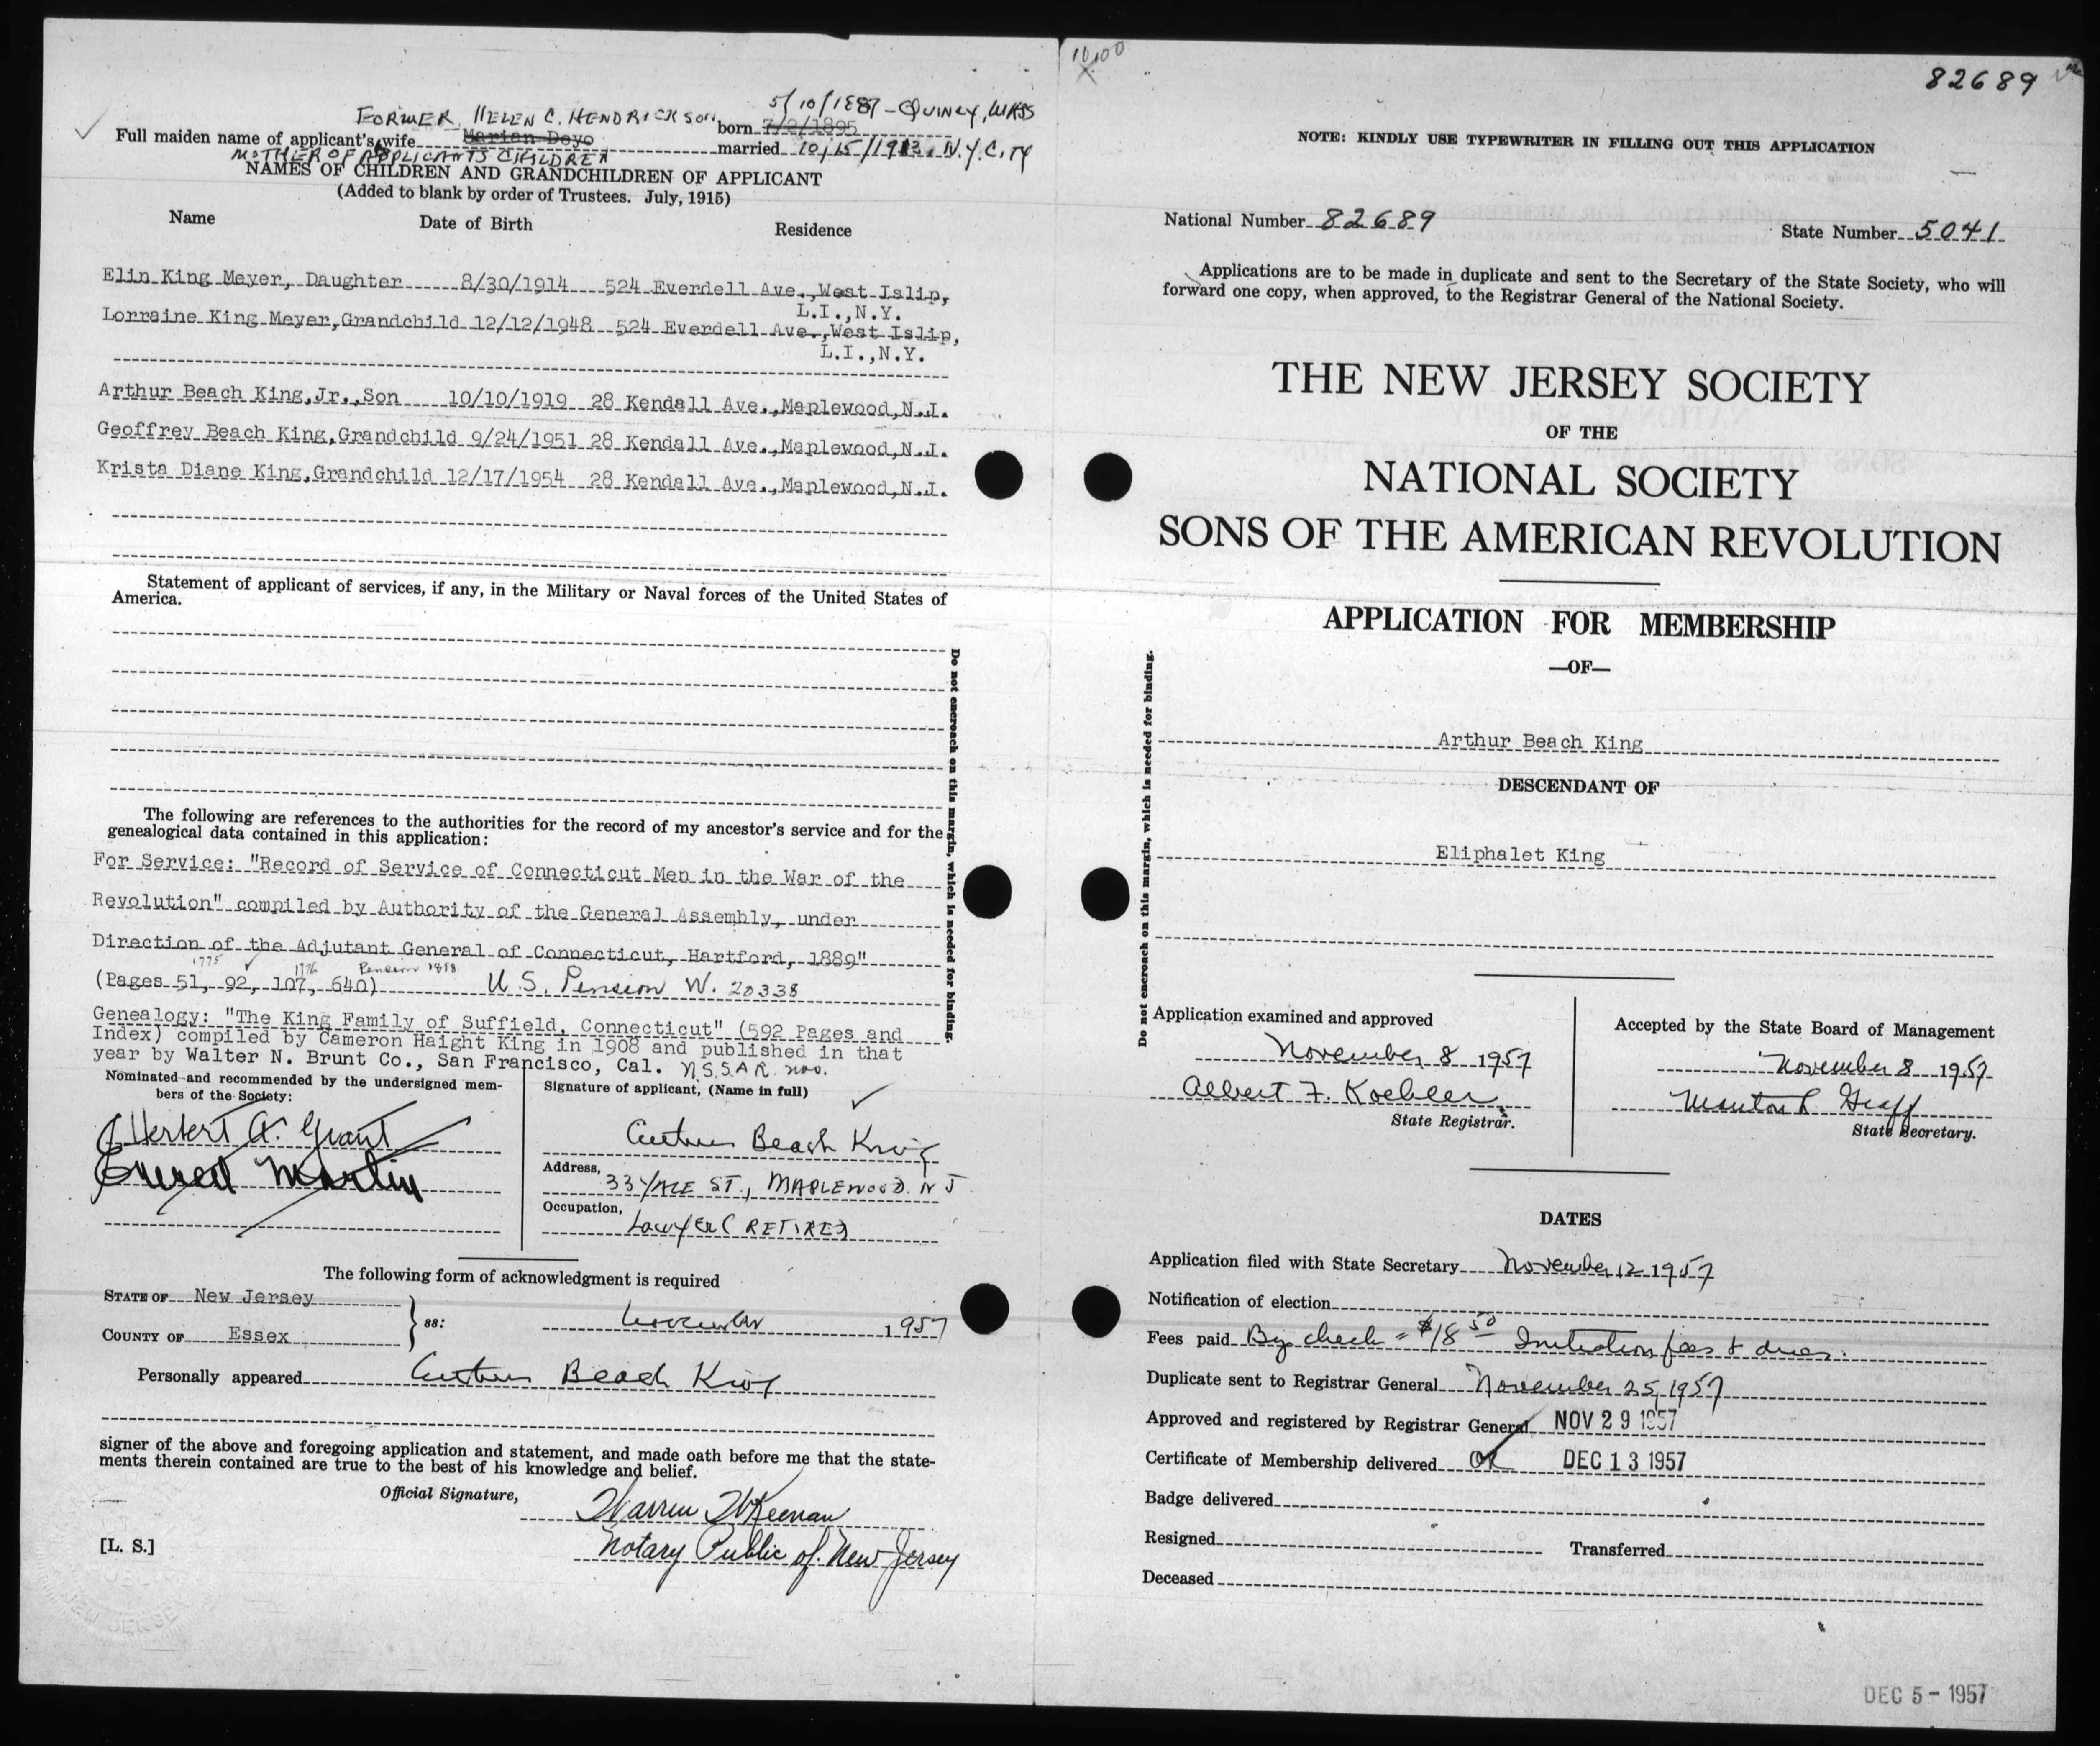 FORMER HELEN C. HENDRICKSON 5/10/1887 - QUINCY, MASS
Full maiden name of applicant's wife Marian Deyo born 7/2/1895
MOTHER OF APPLICANTS CHILDREN married 10/15/1913, N.Y. CITY
NAMES OF CHILDREN AND GRANDCHILDREN OF APPLICANT
(Added to blank by order of Trustees. July, 1915)
Name Date of Birth Residence
Elin King Meyer, Daughter 8/30/1914 524 Everdell Ave., West Islip,
L.I., N.Y.
Lorraine King Meyer, Grandchild 12/12/1948 524 Everdell Ave., West Islip,
L.I., N.Y.
Arthur Beach King, Jr., Son 10/10/1919 28 Kendall Ave., Maplewood, N.J.
Geoffrey Beach King, Grandchild 9/24/1951 28 Kendall Ave., Maplewood, N.J.
Krista Diane King, Grandchild 12/17/1954 28 Kendall Ave., Maplewood, N.J.
Statement of applicant of services, if any, in the Military or Naval forces of the United States of
America.
The following are references to the authorities for the record of my ancestor's service and for the
genealogical data contained in this application:
For Service: "Record of Service of Connecticut Men in the War of the
Revolution" compiled by Authority of the General Assembly, under
Direction of the Adjutant General of Connecticut, Hartford, 1889"
1775 1776 Pension 1818
(Pages 51, 92, 107, 640) U.S. Pension W. 20338
Genealogy: "The King Family of Suffield, Connecticut" (592 Pages and
Index) compiled by Cameron Haight King in 1908 and published in that
year by Walter N. Brunt Co., San Francisco, Cal. N.S.S.A.R. nos.
Nominated and recommended by the undersigned mem-
bers of the Society:
Herbert A. Grant
Everett Martin
Signature of applicant, (Name in full)
Arthur Beach King
Address,
33 YALE ST., MAPLEWOOD. N J
Occupation,
Lawyer (RETIRED
The following form of acknowledgment is required
STATE OF New Jersey
COUNTY OF Essex
ss: November 1957
Personally appeared Arthur Beach King
signer of the above and foregoing application and statement, and made oath before me that the state-
ments therein contained are true to the best of his knowledge and belief.
Official Signature, Warren W Keenan
[L. S.] Notary Public of New Jersey
Do not encroach on this margin, which is needed for binding.
10.00
82689
NOTE: KINDLY USE TYPEWRITER IN FILLING OUT THIS APPLICATION
National Number 82689 State Number 5041
Applications are to be made in duplicate and sent to the Secretary of the State Society, who will
forward one copy, when approved, to the Registrar General of the National Society.
THE NEW JERSEY SOCIETY
OF THE
NATIONAL SOCIETY
SONS OF THE AMERICAN REVOLUTION
APPLICATION FOR MEMBERSHIP
—OF—
Arthur Beach King
DESCENDANT OF
Eliphalet King
Do not encroach on this margin, which is needed for binding.
Application examined and approved
November 8 1957
Albert F. Koehler
State Registrar.
Accepted by the State Board of Management
November 8 1957
Graff
State Secretary.
DATES
Application filed with State Secretary November 12 1957
Notification of election
Fees paid By check = $18 50 Initiation fees & dues.
Duplicate sent to Registrar General November 25, 1957
Approved and registered by Registrar General NOV 29 1957
Certificate of Membership delivered OK DEC 13 1957
Badge delivered
Resigned Transferred
Deceased
DEC 5 - 1957